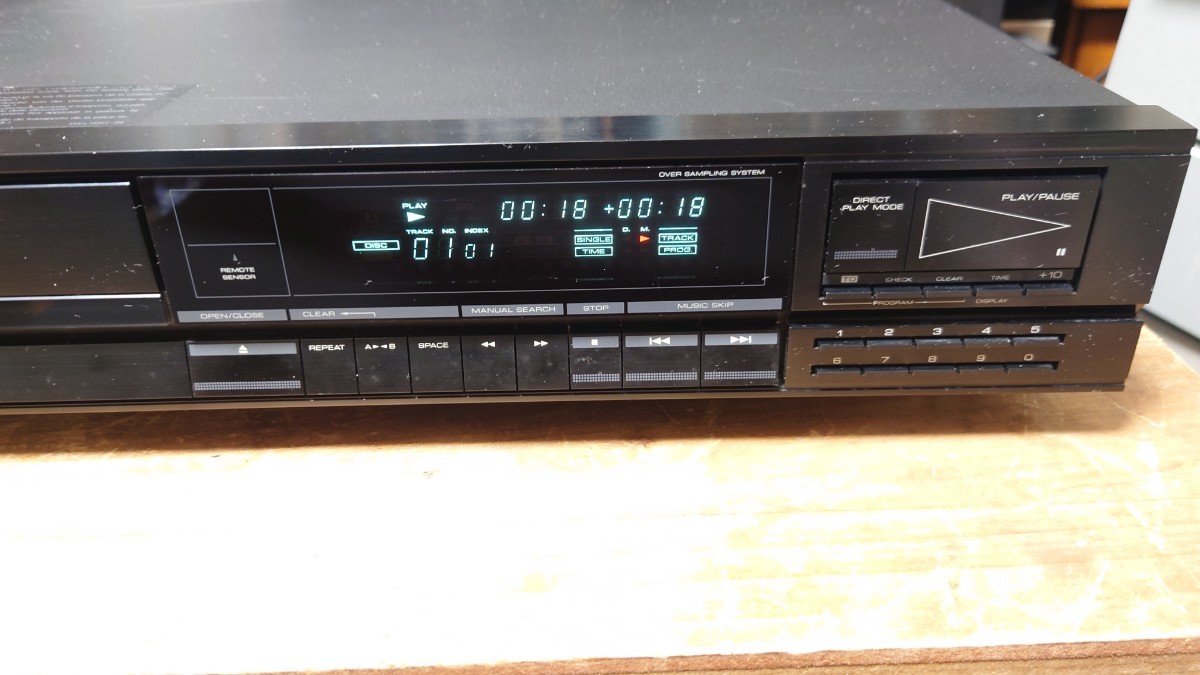 OVER SAMPLING SYSTEM
PLAY
00:18 +00:18
TRACK NO. INDEX
D. M.
DISC
01 01
SINGLE
TRACK
TIME
PROG.
REMOTE
SENSOR
OPEN/CLOSE
CLEAR
MANUAL SEARCH
STOP
MUSIC SKIP
REPEAT
A B
SPACE
DIRECT
PLAY MODE
PLAY/PAUSE
CHECK
CLEAR
TIME
+10
PROGRAM
DISPLAY
1 2 3 4 5
6 7 8 9 0